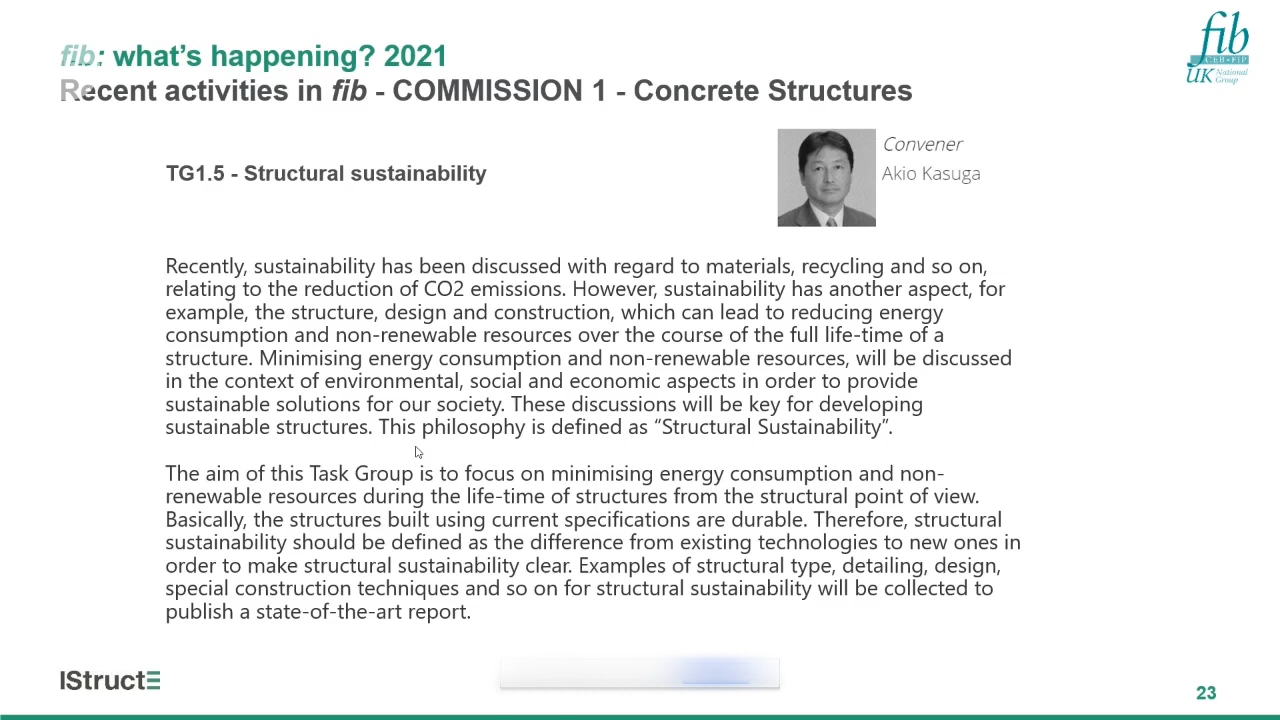 fib: what's happening? 2021
Recent activities in fib - COMMISSION 1 - Concrete Structures
fib
CEB-FIP
UK National
Group
TG1.5 - Structural sustainability
Convener
Akio Kasuga
Recently, sustainability has been discussed with regard to materials, recycling and so on,
relating to the reduction of CO2 emissions. However, sustainability has another aspect, for
example, the structure, design and construction, which can lead to reducing energy
consumption and non-renewable resources over the course of the full life-time of a
structure. Minimising energy consumption and non-renewable resources, will be discussed
in the context of environmental, social and economic aspects in order to provide
sustainable solutions for our society. These discussions will be key for developing
sustainable structures. This philosophy is defined as “Structural Sustainability”.
The aim of this Task Group is to focus on minimising energy consumption and non-
renewable resources during the life-time of structures from the structural point of view.
Basically, the structures built using current specifications are durable. Therefore, structural
sustainability should be defined as the difference from existing technologies to new ones in
order to make structural sustainability clear. Examples of structural type, detailing, design,
special construction techniques and so on for structural sustainability will be collected to
publish a state-of-the-art report.
IStructE
23